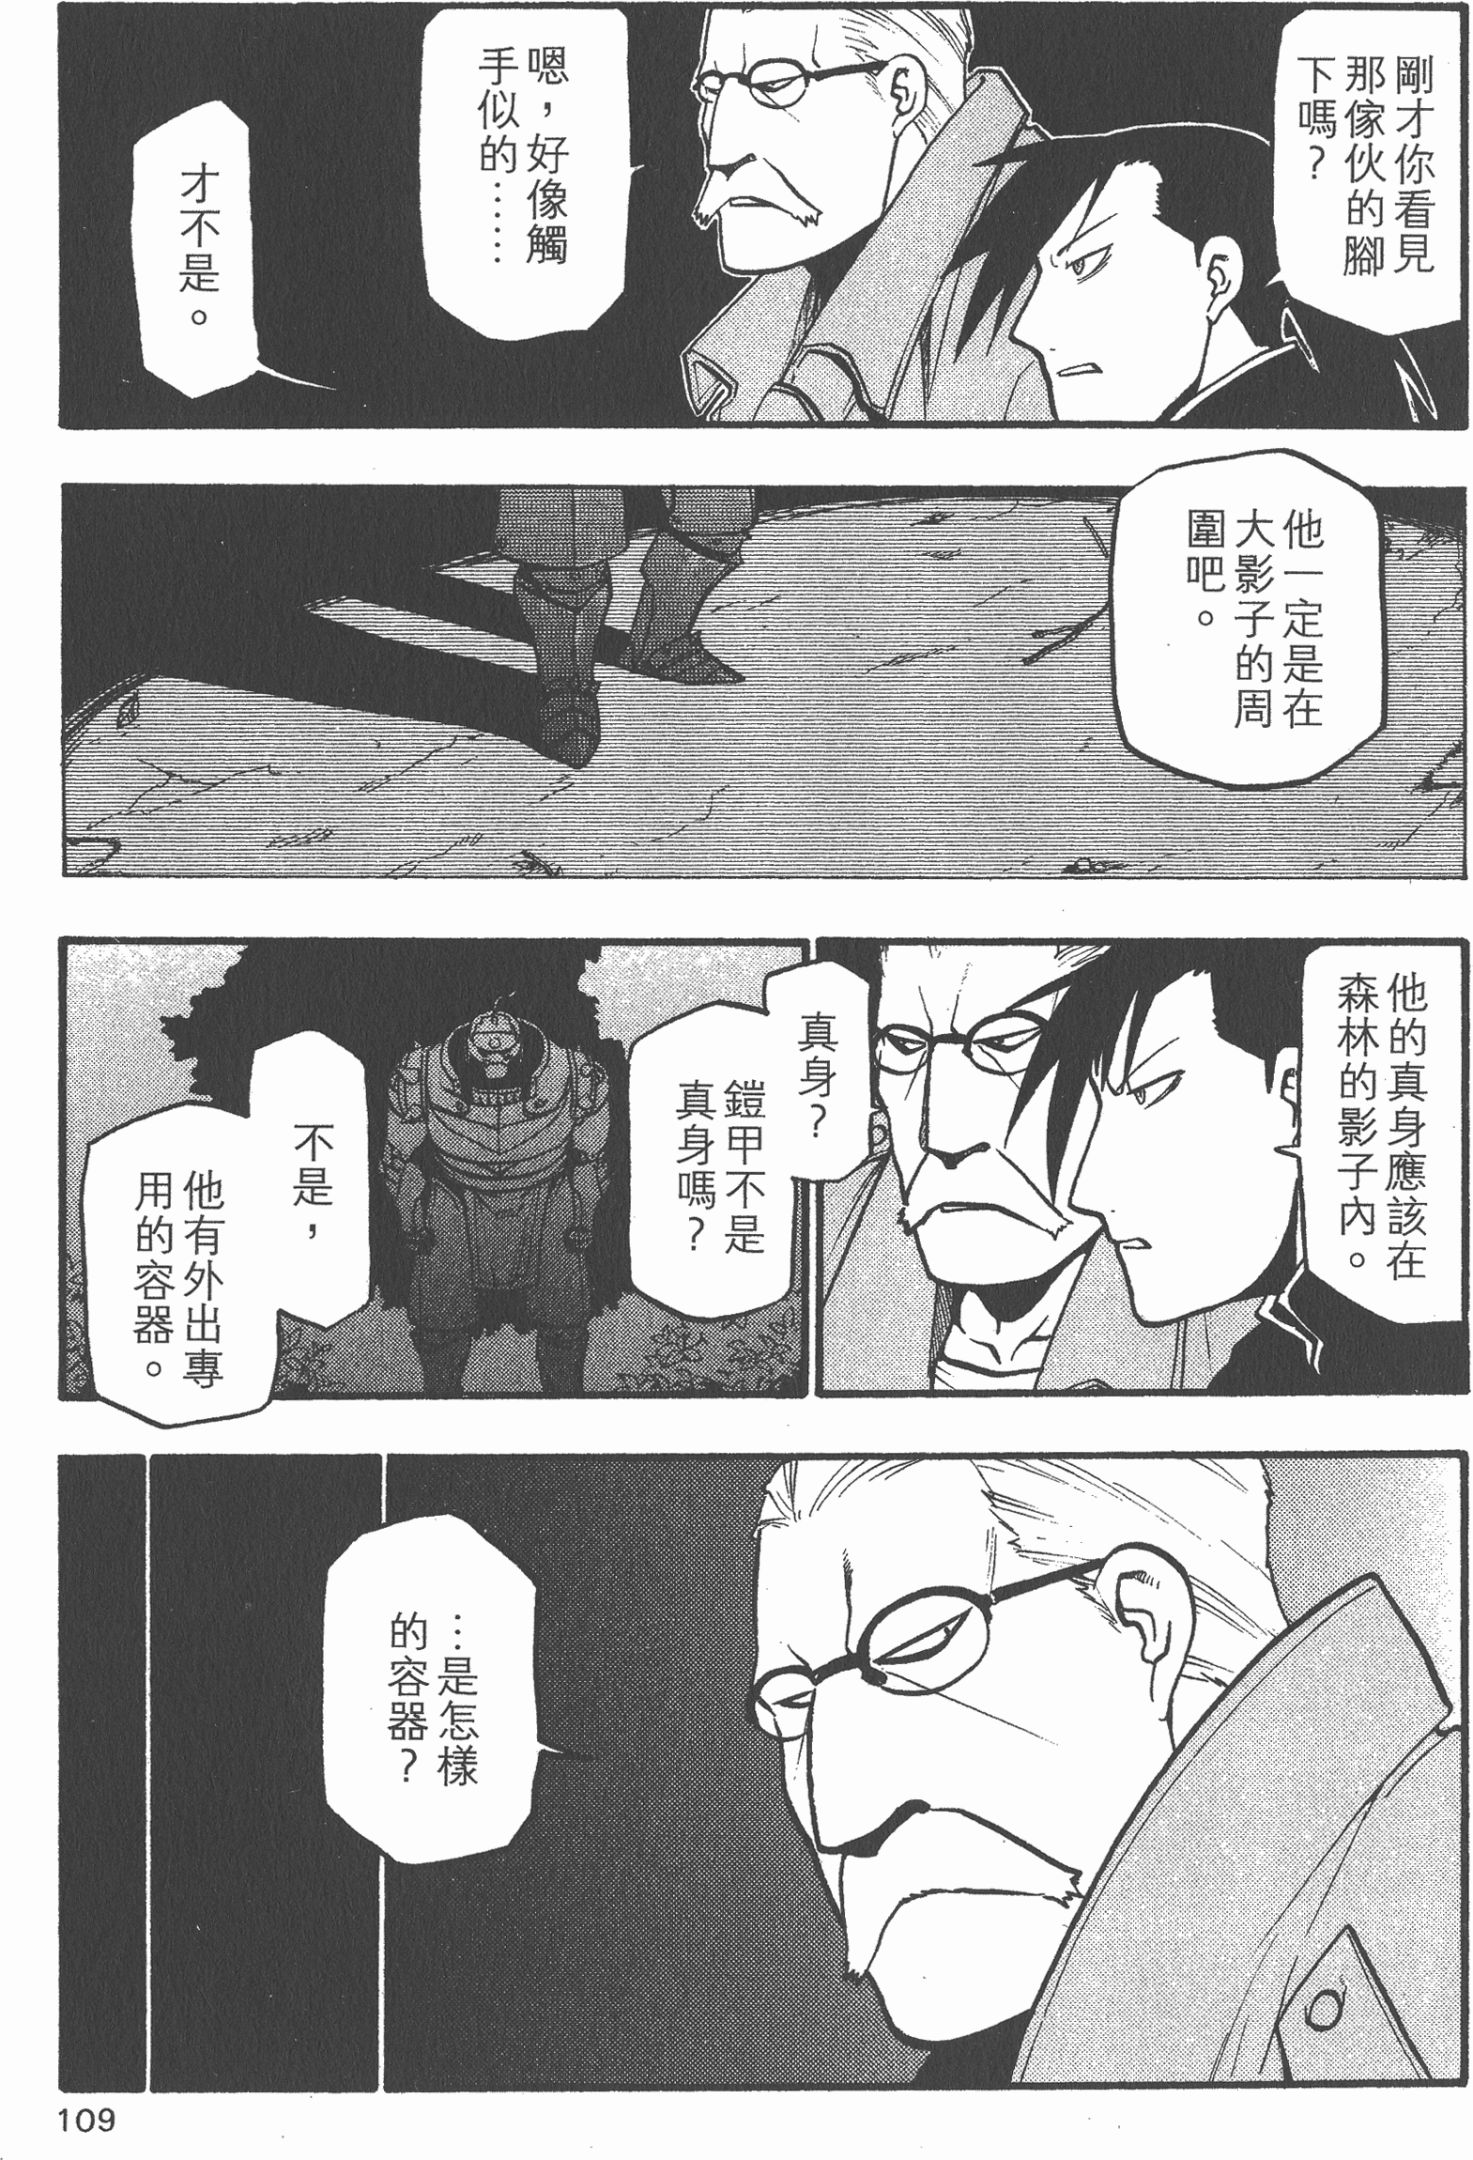 剛才你看見
那傢伙的腳
下嗎？
嗯，好像觸
手似的……
才不是。
他一定是在
大影子的周
圍吧。
他的真身應該在
森林的影子內。
真身？
鎧甲不是
真身嗎？
不是，
他有外出專
用的容器。
…是怎樣
的容器？
109